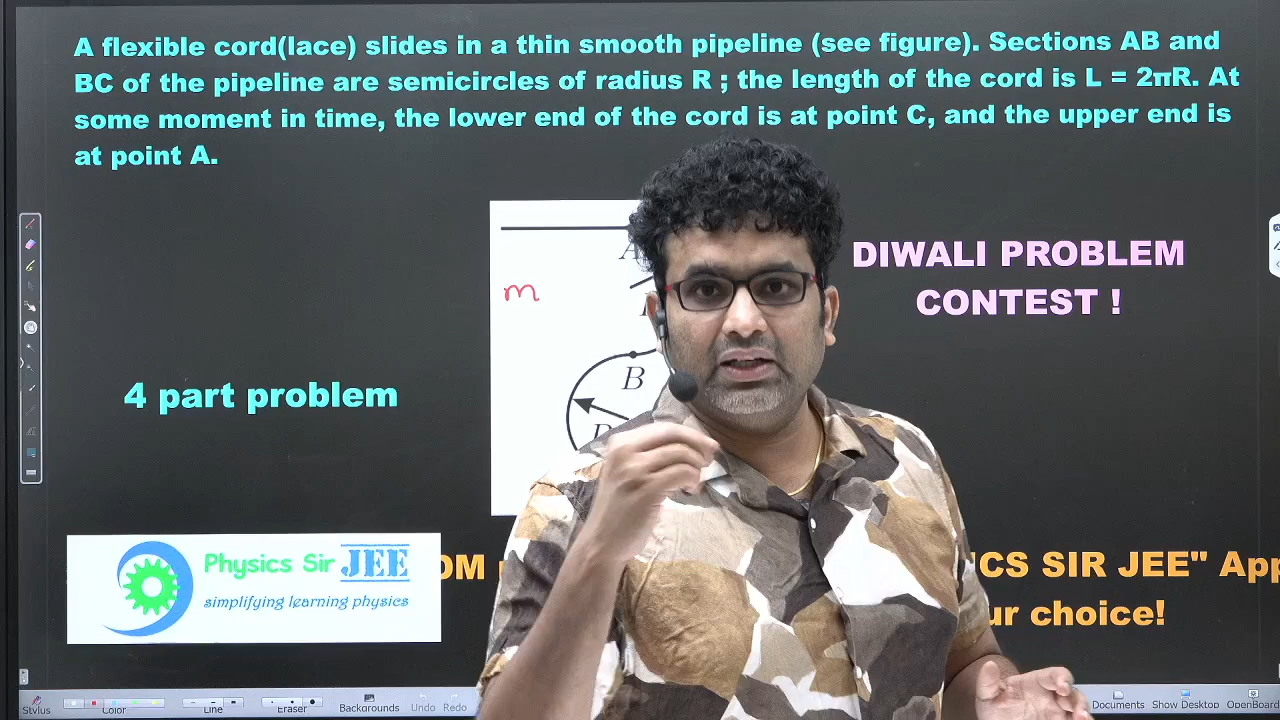 A flexible cord(lace) slides in a thin smooth pipeline (see figure). Sections AB and
BC of the pipeline are semicircles of radius R ; the length of the cord is L = 2πR. At
some moment in time, the lower end of the cord is at point C, and the upper end is
at point A.
DIWALI PROBLEM
CONTEST !
m
B
4 part problem
Physics Sir JEE
simplifying learning physics
SIR JEE" App
choice!
Stylus
Color
Line
Eraser
Backgrounds
Undo
Redo
Documents
Show Desktop
OpenBoard